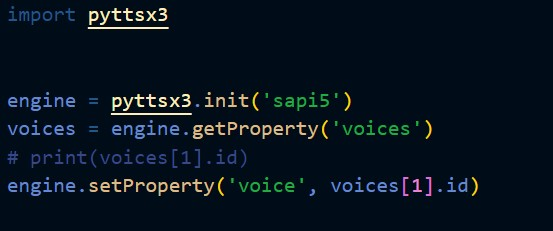 import pyttsx3
engine = pyttsx3.init('sapi5')
voices = engine.getProperty('voices')
# print(voices[1].id)
engine.setProperty('voice', voices[1].id)